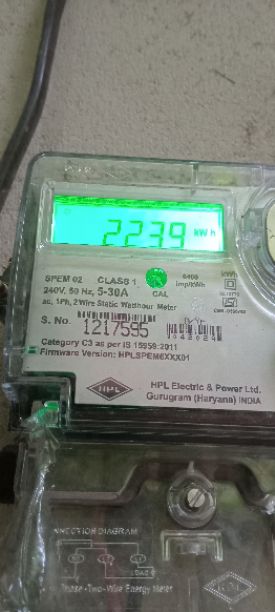 2239 kWh
SPEM 02 CLASS 1 6400
240V, 50 Hz, 5-30A CAL imp/kWh
ac, 1Ph, 2 Wire Static Watthour Meter
S. No. 1217595
Category C3 as per IS 15959:2011
Firmware Version: HPLSPEM6XXX01
HPL
HPL Electric & Power Ltd.
Gurugram (Haryana) INDIA
DIAGRAM
Phase -Two-Wire Energy Meter
HPL